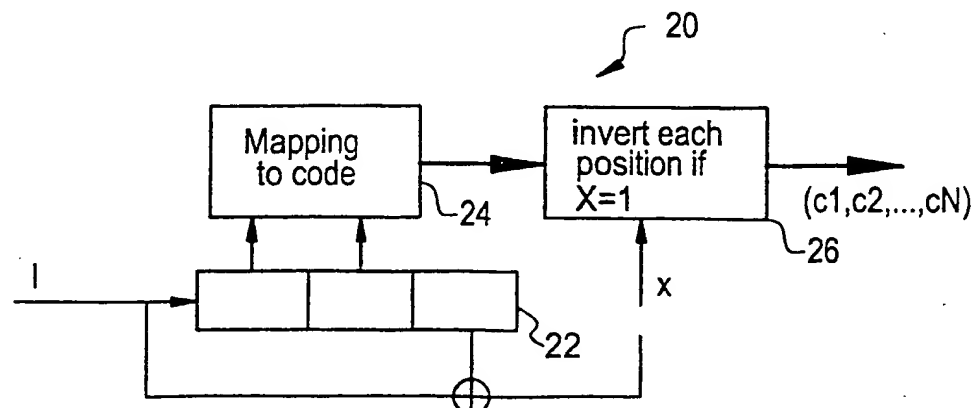 20
Mapping
to code
24
invert each
position if
X=1
26
(c1,c2,...,cN)
I
x
22